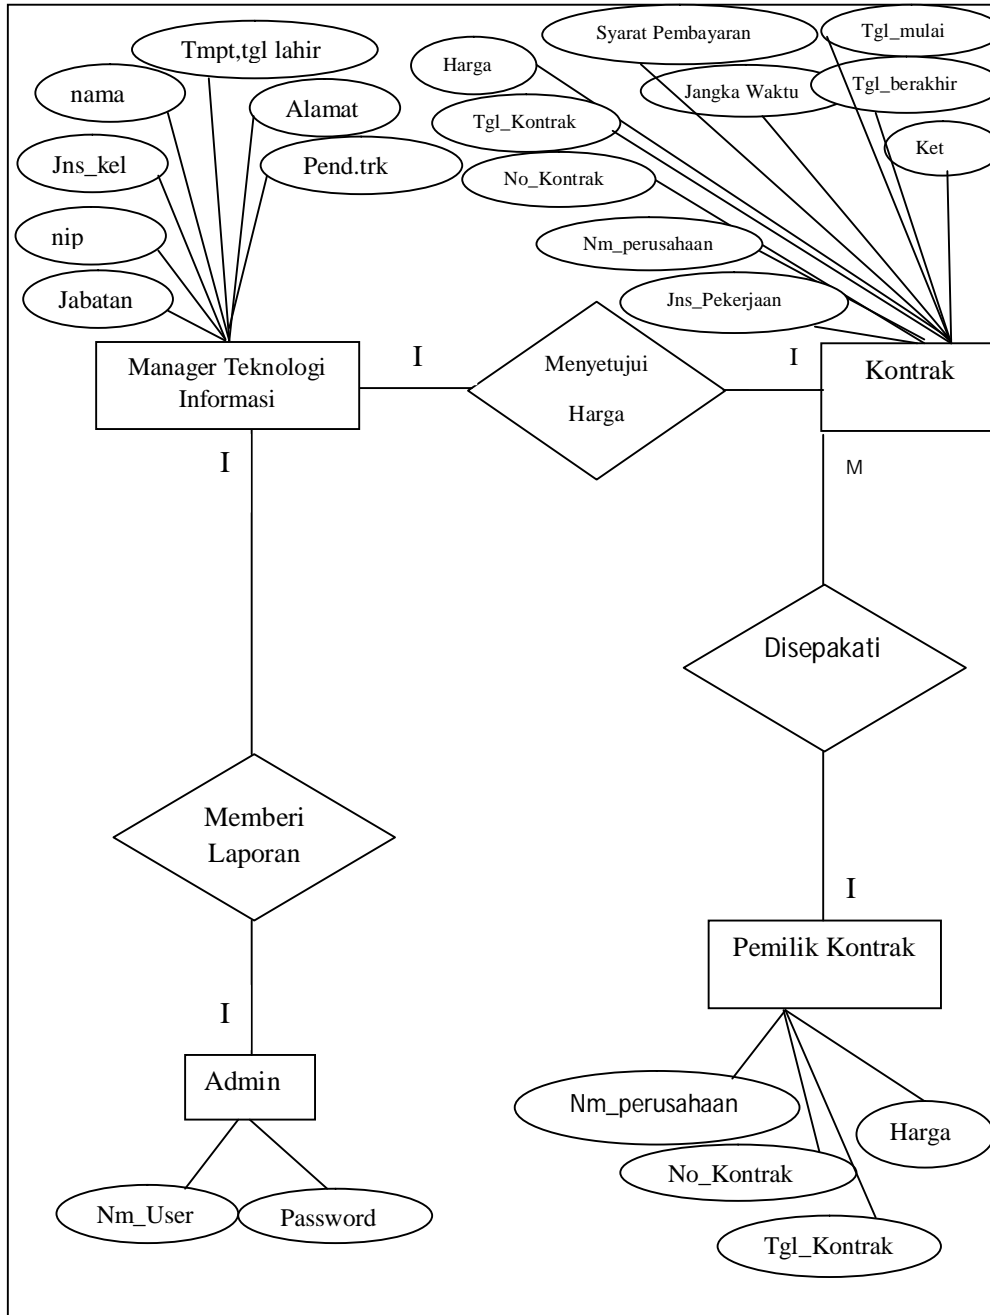 Tmpt,tgl lahir
nama
Alamat
Jns_kel
Pend.trk
nip
Jabatan
Syarat Pembayaran
Tgl_mulai
Harga
Jangka Waktu
Tgl_berakhir
Tgl_Kontrak
Ket
No_Kontrak
Nm_perusahaan
Jns_Pekerjaan
Manager Teknologi
Informasi
I
Menyetujui
Harga
I
Kontrak
I
M
Disepakati
Memberi
Laporan
I
Pemilik Kontrak
I
Admin
Nm_perusahaan
Harga
No_Kontrak
Nm_User
Password
Tgl_Kontrak